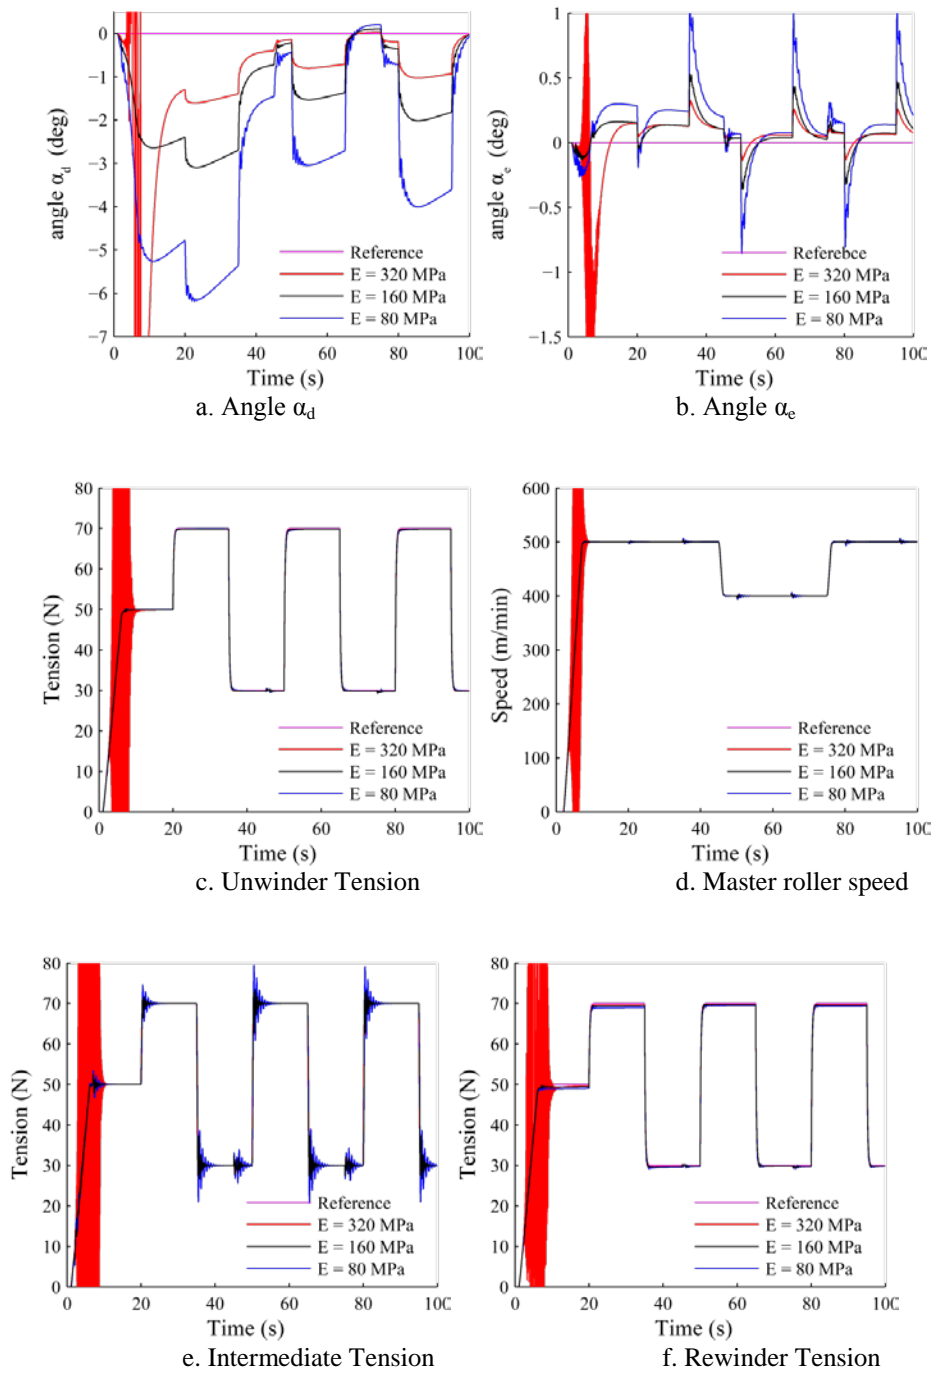 angle α_d (deg)
0
−1
−2
−3
−4
−5
−6
−7
Reference
E = 320 MPa
E = 160 MPa
E = 80 MPa
0 20 40 60 80 100
Time (s)
a. Angle α_d
angle α_e (deg)
1
0.5
0
−0.5
−1
−1.5
Referebce
E = 320 MPa
E = 160 MPa
E = 80 MPa
0 20 40 60 80 100
Time (s)
b. Angle α_e
Tension (N)
80
70
60
50
40
30
20
10
0
Reference
E = 320 MPa
E = 160 MPa
E = 80 MPa
0 20 40 60 80 100
Time (s)
c. Unwinder Tension
Speed (m/min)
600
500
400
300
200
100
0
Reference
E = 320 MPa
E = 160 MPa
E = 80 MPa
0 20 40 60 80 100
Time (s)
d. Master roller speed
Tension (N)
80
70
60
50
40
30
20
10
0
Reference
E = 320 MPa
E = 160 MPa
E = 80 MPa
0 20 40 60 80 100
Time (s)
e. Intermediate Tension
Tension (N)
80
70
60
50
40
30
20
10
0
Reference
E = 320 MPa
E = 160 MPa
E = 80 MPa
0 20 40 60 80 100
Time (s)
f. Rewinder Tension